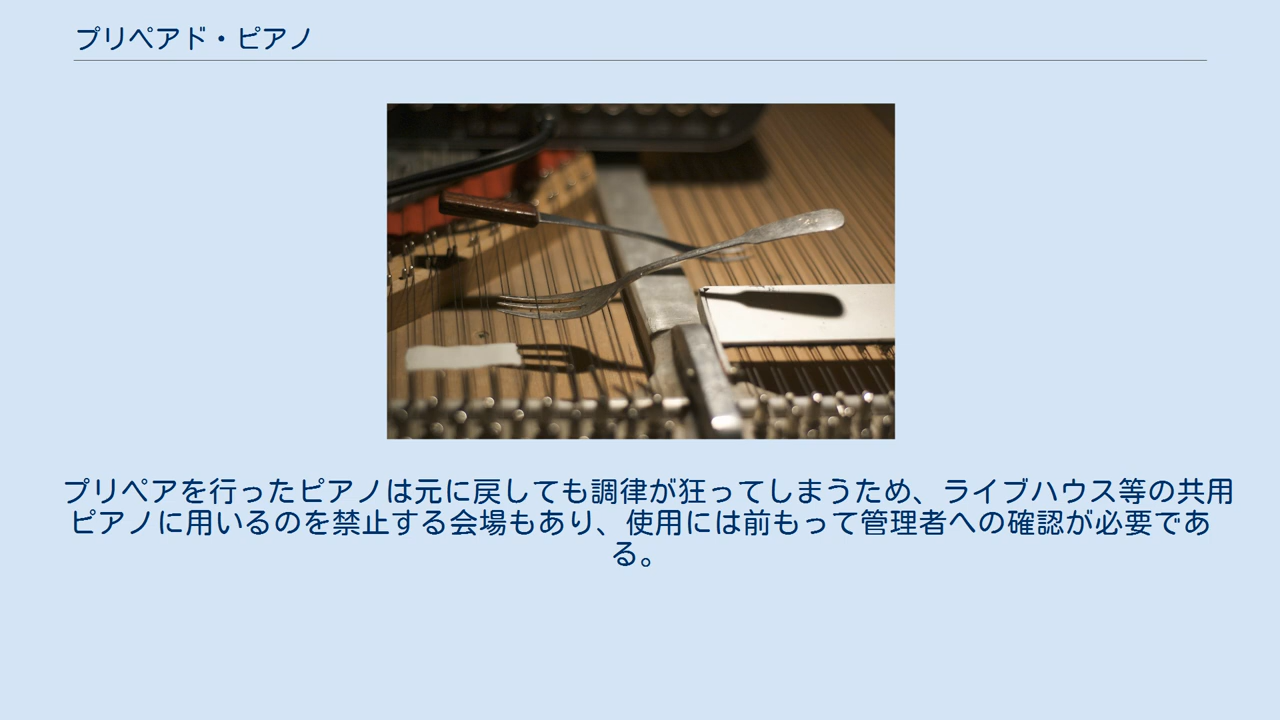 プリペアド・ピアノ
プリペアを行ったピアノは元に戻しても調律が狂ってしまうため、ライブハウス等の共用
ピアノに用いるのを禁止する会場もあり、使用には前もって管理者への確認が必要であ
る。